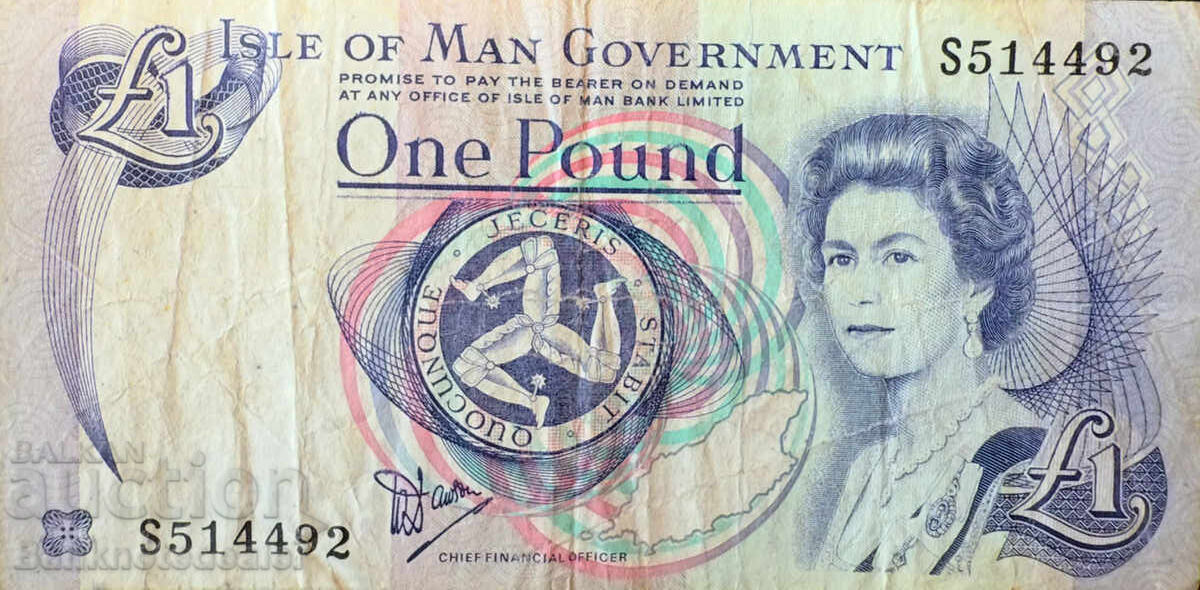 £1
ISLE OF MAN GOVERNMENT
S514492
PROMISE TO PAY THE BEARER ON DEMAND
AT ANY OFFICE OF ISLE OF MAN BANK LIMITED
One Pound
QUOCUNQUE · JECERIS · STABIT ·
£1
CHIEF FINANCIAL OFFICER
S514492
BALKAN
auction